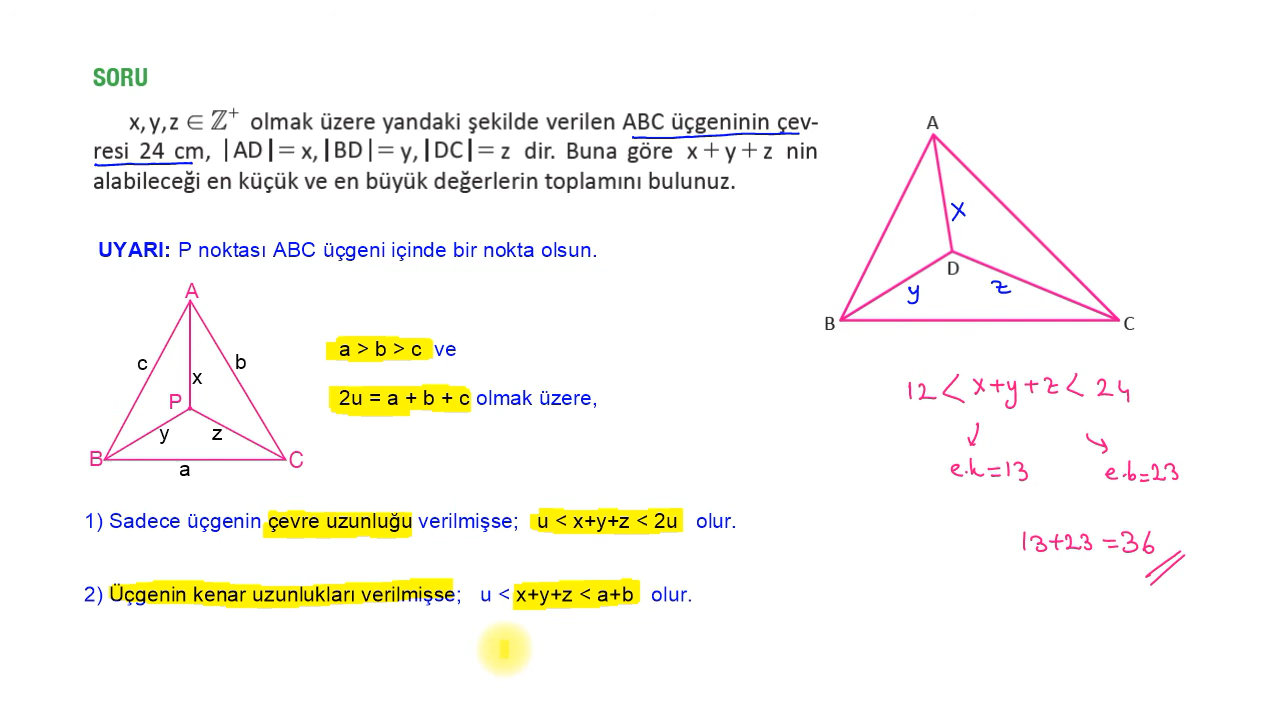 SORU
x,y,z ∈ ℤ⁺ olmak üzere yandaki şekilde verilen ABC üçgeninin çev-
resi 24 cm, |AD|= x,|BD|= y,|DC|= z dir. Buna göre x+y+z nin
alabileceği en küçük ve en büyük değerlerin toplamını bulunuz.
A
x
D
y
z
B
C
UYARI: P noktası ABC üçgeni içinde bir nokta olsun.
A
c
b
x
P
y
z
B
C
a
a > b > c ve
2u = a + b + c olmak üzere,
12 < x+y+z < 24
e.k=13
e.b=23
13+23 =36
1) Sadece üçgenin çevre uzunluğu verilmişse; u < x+y+z < 2u olur.
2) Üçgenin kenar uzunlukları verilmişse; u < x+y+z < a+b olur.